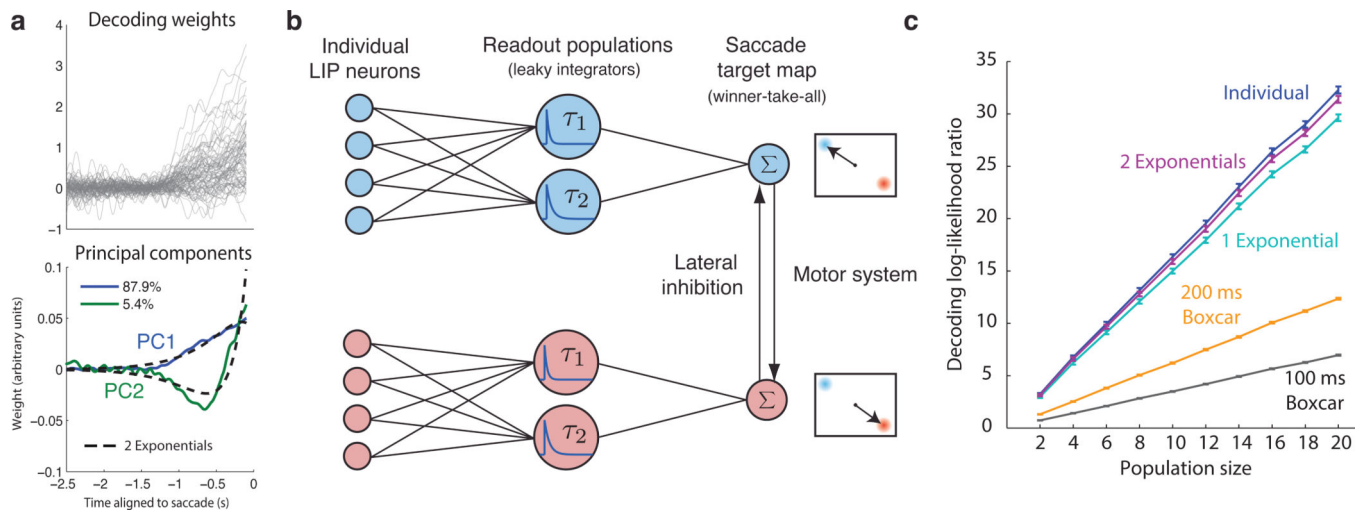 a
Decoding weights
4
3
2
1
0
−1
Principal components
0.1
0.05
0
−0.05
−0.1
Weight (arbitrary units)
87.9%
5.4%
PC1
PC2
2 Exponentials
−2.5
−2
−1.5
−1
−0.5
0
Time aligned to saccade (s)
b
Individual
LIP neurons
Readout populations
(leaky integrators)
Saccade
target map
(winner-take-all)
τ1
τ2
Σ
Lateral
inhibition
Motor system
τ1
τ2
Σ
c
Decoding log-likelihood ratio
35
30
25
20
15
10
5
0
Individual
2 Exponentials
1 Exponential
200 ms
Boxcar
100 ms
Boxcar
2
4
6
8
10
12
14
16
18
20
Population size